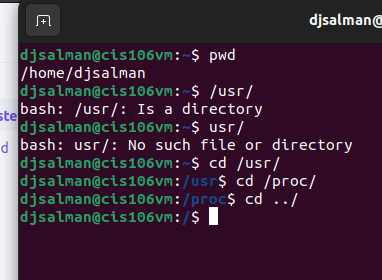 djsalman@
djsalman@cis106vm:~$ pwd
/home/djsalman
djsalman@cis106vm:~$ /usr/
bash: /usr/: Is a directory
djsalman@cis106vm:~$ usr/
bash: usr/: No such file or directory
djsalman@cis106vm:~$ cd /usr/
djsalman@cis106vm:/usr$ cd /proc/
djsalman@cis106vm:/proc$ cd ../
djsalman@cis106vm:/$